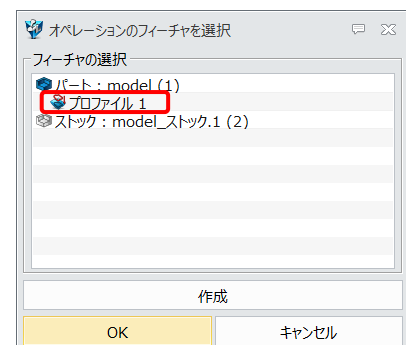 オペレーションのフィーチャを選択
フィーチャの選択
パート : model (1)
プロファイル 1
ストック : model_ストック.1 (2)
作成
OK
キャンセル